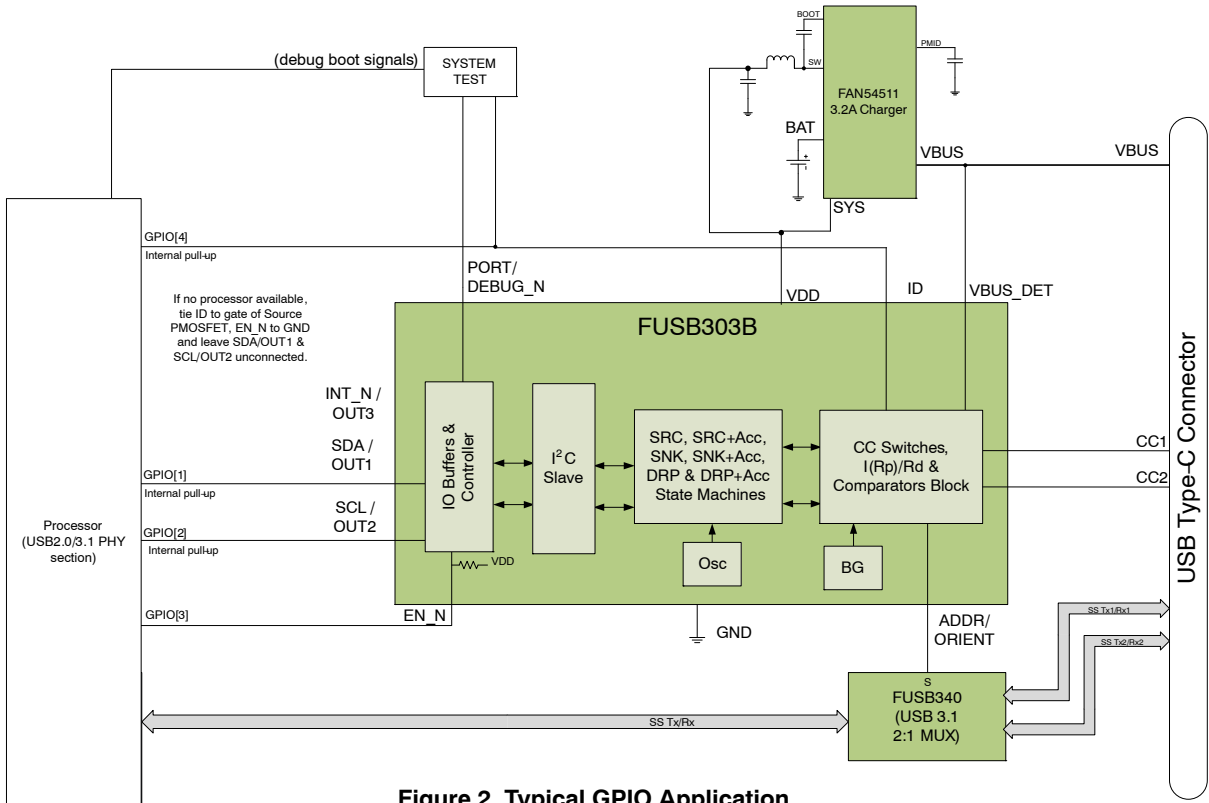 BOOT
PMID
(debug boot signals)
SYSTEM
TEST
SW
FAN54511
3.2A Charger
BAT
+
-
VBUS
VBUS
SYS
GPIO[4]
Internal pull-up
PORT/
DEBUG_N
VDD
ID
VBUS_DET
If no processor available,
tie ID to gate of Source
PMOSFET, EN_N to GND
and leave SDA/OUT1 &
SCL/OUT2 unconnected.
FUSB303B
INT_N /
OUT3
SDA /
OUT1
GPIO[1]
Internal pull-up
SCL /
OUT2
GPIO[2]
Internal pull-up
IO Buffers &
Controller
I2C
Slave
SRC, SRC+Acc,
SNK, SNK+Acc,
DRP & DRP+Acc
State Machines
CC Switches,
I(Rp)/Rd &
Comparators Block
CC1
CC2
USB Type-C Connector
Processor
(USB2.0/3.1 PHY
section)
VDD
Osc
BG
GPIO[3]
EN_N
GND
ADDR/
ORIENT
SS Tx1/Rx1
SS Tx2/Rx2
S
FUSB340
(USB 3.1
2:1 MUX)
SS Tx/Rx
Figure 2. Typical GPIO Application